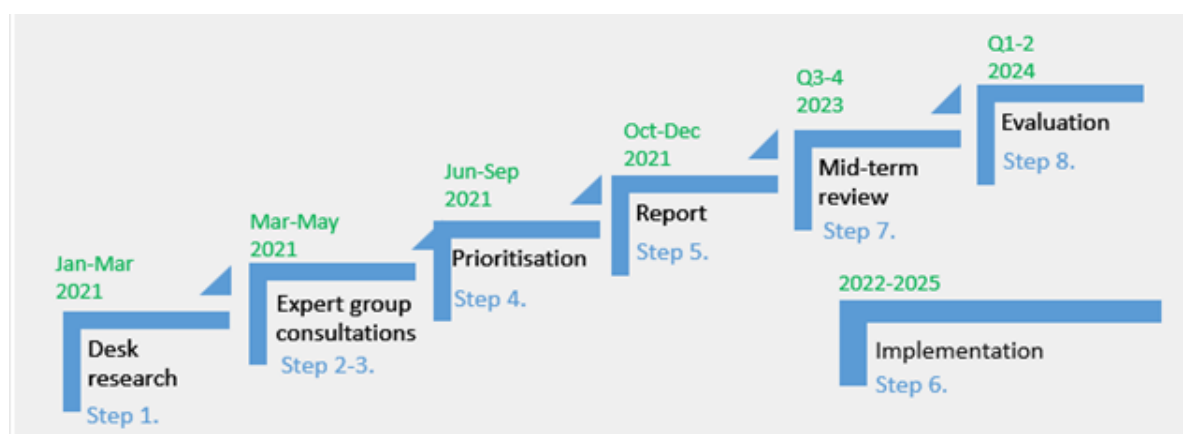 Jan-Mar
2021
Desk
research
Step 1.
Mar-May
2021
Expert group
consultations
Step 2-3.
Jun-Sep
2021
Prioritisation
Step 4.
Oct-Dec
2021
Report
Step 5.
Q3-4
2023
Mid-term
review
Step 7.
Q1-2
2024
Evaluation
Step 8.
2022-2025
Implementation
Step 6.